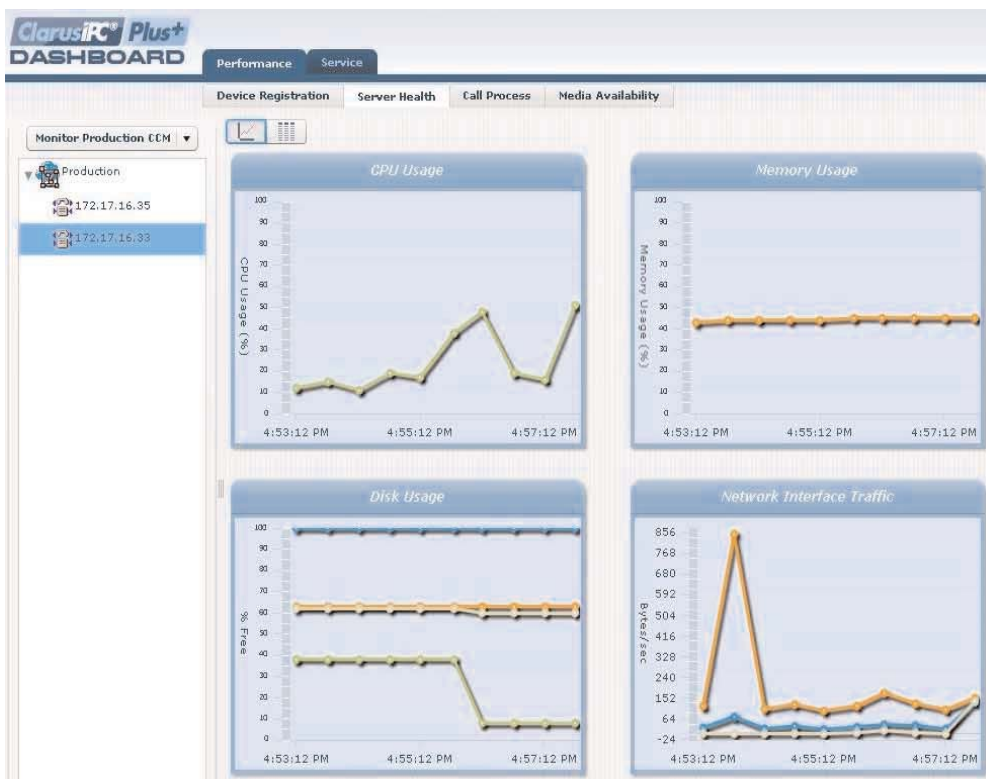 ClarusIPC® Plus+
DASHBOARD
Performance
Service
Device Registration
Server Health
Call Process
Media Availability
Monitor Production CCM
Production
172.17.16.35
172.17.16.33
CPU Usage
100
90
80
70
60
50
40
30
20
10
0
CPU Usage (%)
4:53:12 PM
4:55:12 PM
4:57:12 PM
Memory Usage
100
90
80
70
60
50
40
30
20
10
0
Memory Usage (%)
4:53:12 PM
4:55:12 PM
4:57:12 PM
Disk Usage
100
90
80
70
60
50
40
30
20
10
0
% Free
4:53:12 PM
4:55:12 PM
4:57:12 PM
Network Interface Traffic
856
768
680
592
504
416
328
240
152
64
-24
Bytes/sec
4:53:12 PM
4:55:12 PM
4:57:12 PM